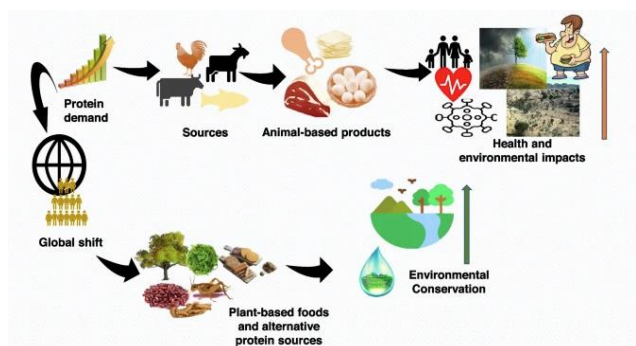 Protein
demand
Sources
Animal-based products
Health and
environmental impacts
Global shift
Plant-based foods
and alternative
protein sources
Environmental
Conservation